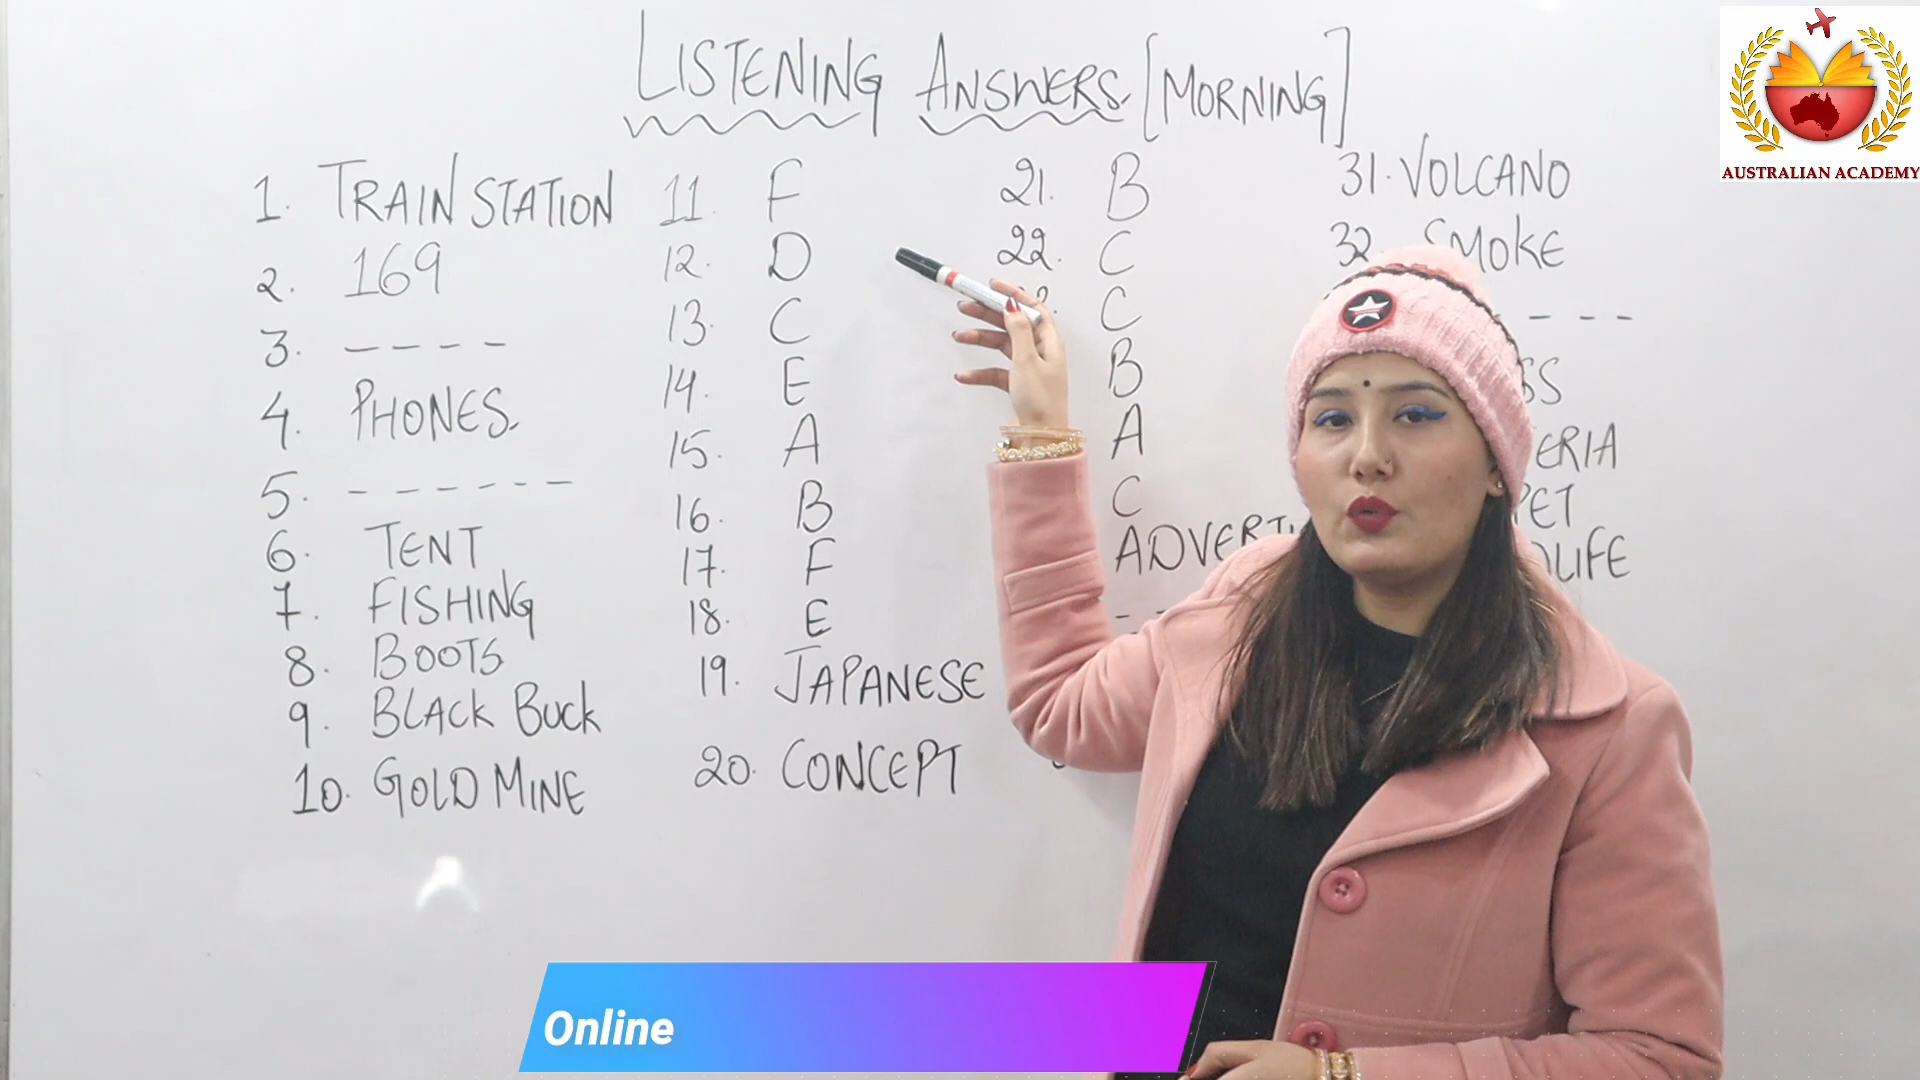 LISTENING ANSWERS. [MORNING]
1. TRAIN STATION
2. 169
3. - - - -
4. PHONES.
5. - - - - - -
6. TENT
7. FISHING
8. BOOTS
9. BLACK BUCK
10. GOLD MINE
11. F
12. D
13. C
14. E
15. A
16. B
17. F
18. E
19. JAPANESE
20. CONCEPT
21. B
22. C
C
B
A
C
31. VOLCANO
32. SMOKE
- - -
AUSTRALIAN ACADEMY
Online